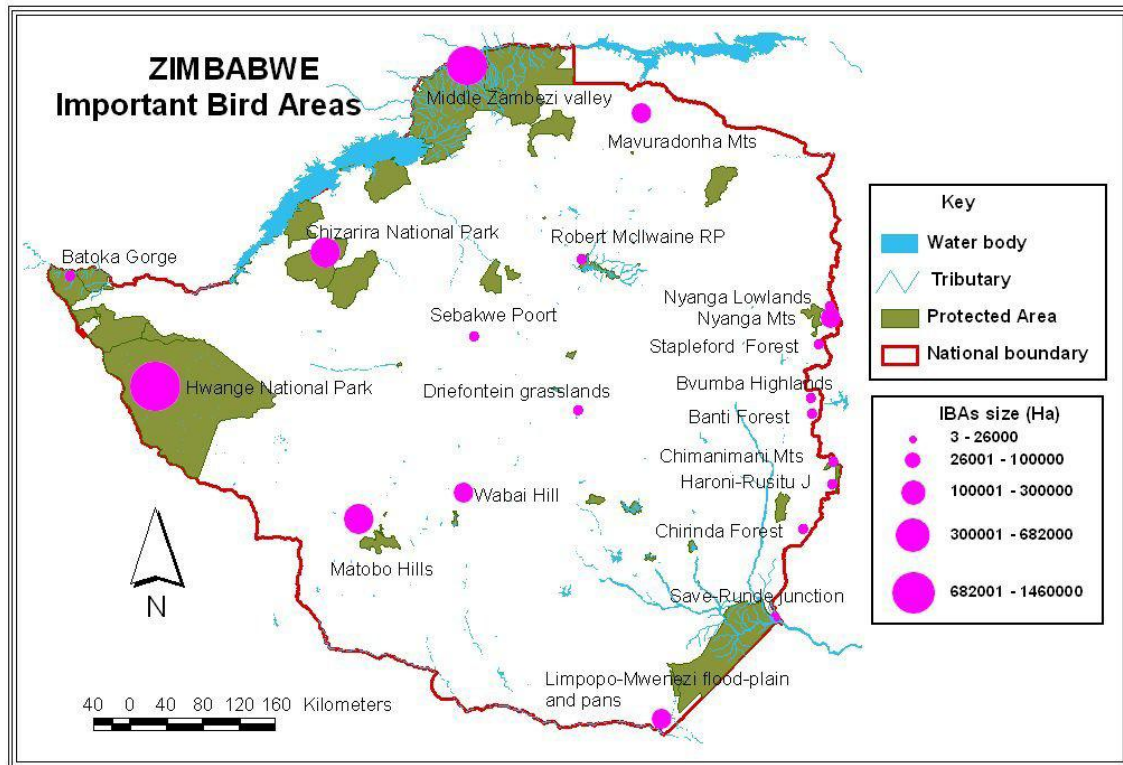 ZIMBABWE
Important Bird Areas
Middle Zambezi valley
Mavuradonha Mts
Chizarira National Park
Robert McIlwaine RP
Batoka Gorge
Nyanga Lowlands
Nyanga Mts
Sebakwe Poort
Stapleford Forest
Hwange National Park
Driefontein grasslands
Bvumba Highlands
Banti Forest
Chimanimani Mts
Haroni-Rusitu J
Wabai Hill
Chirinda Forest
Matobo Hills
Save-Runde junction
Limpopo-Mwenezi flood-plain
and pans
N
40 0 40 80 120 160 Kilometers
Key
Water body
Tributary
Protected Area
National boundary
IBAs size (Ha)
3 - 26000
26001 - 100000
100001 - 300000
300001 - 682000
682001 - 1460000